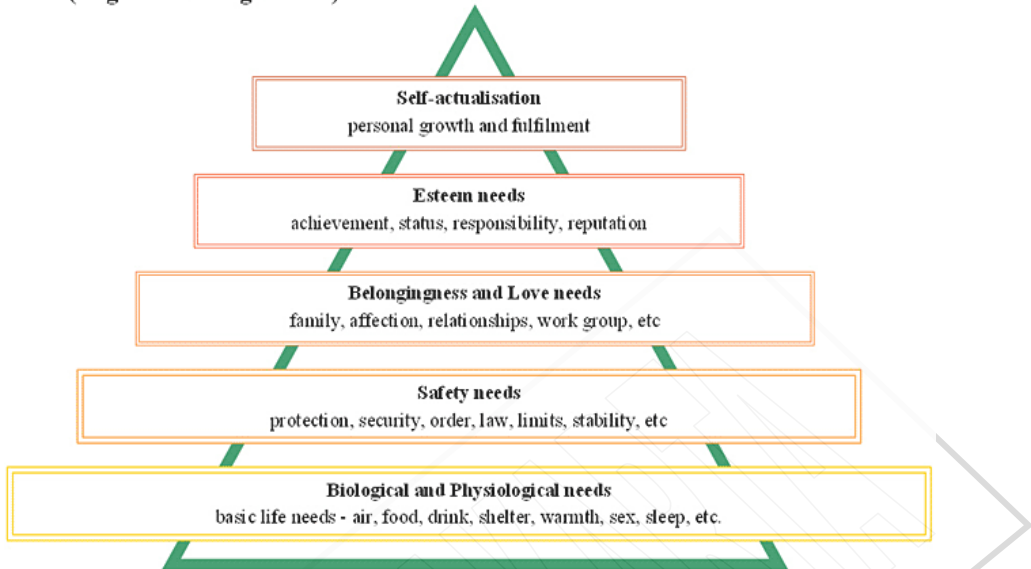 Self-actualisation
personal growth and fulfilment
Esteem needs
achievement, status, responsibility, reputation
Belongingness and Love needs
family, affection, relationships, work group, etc
Safety needs
protection, security, order, law, limits, stability, etc
Biological and Physiological needs
basic life needs - air, food, drink, shelter, warmth, sex, sleep, etc.